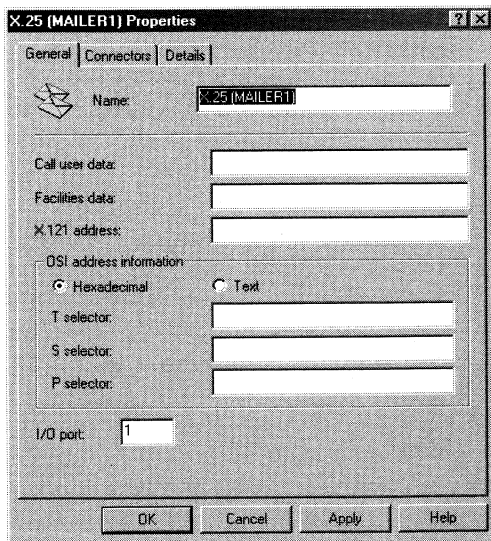 X.25 (MAILER1) Properties
General Connectors Details
Name: X.25 (MAILER1)
Call user data:
Facilities data:
X.121 address:
OSI address information
Hexadecimal Text
T selector:
S selector:
P selector:
I/O port: 1
OK Cancel Apply Help